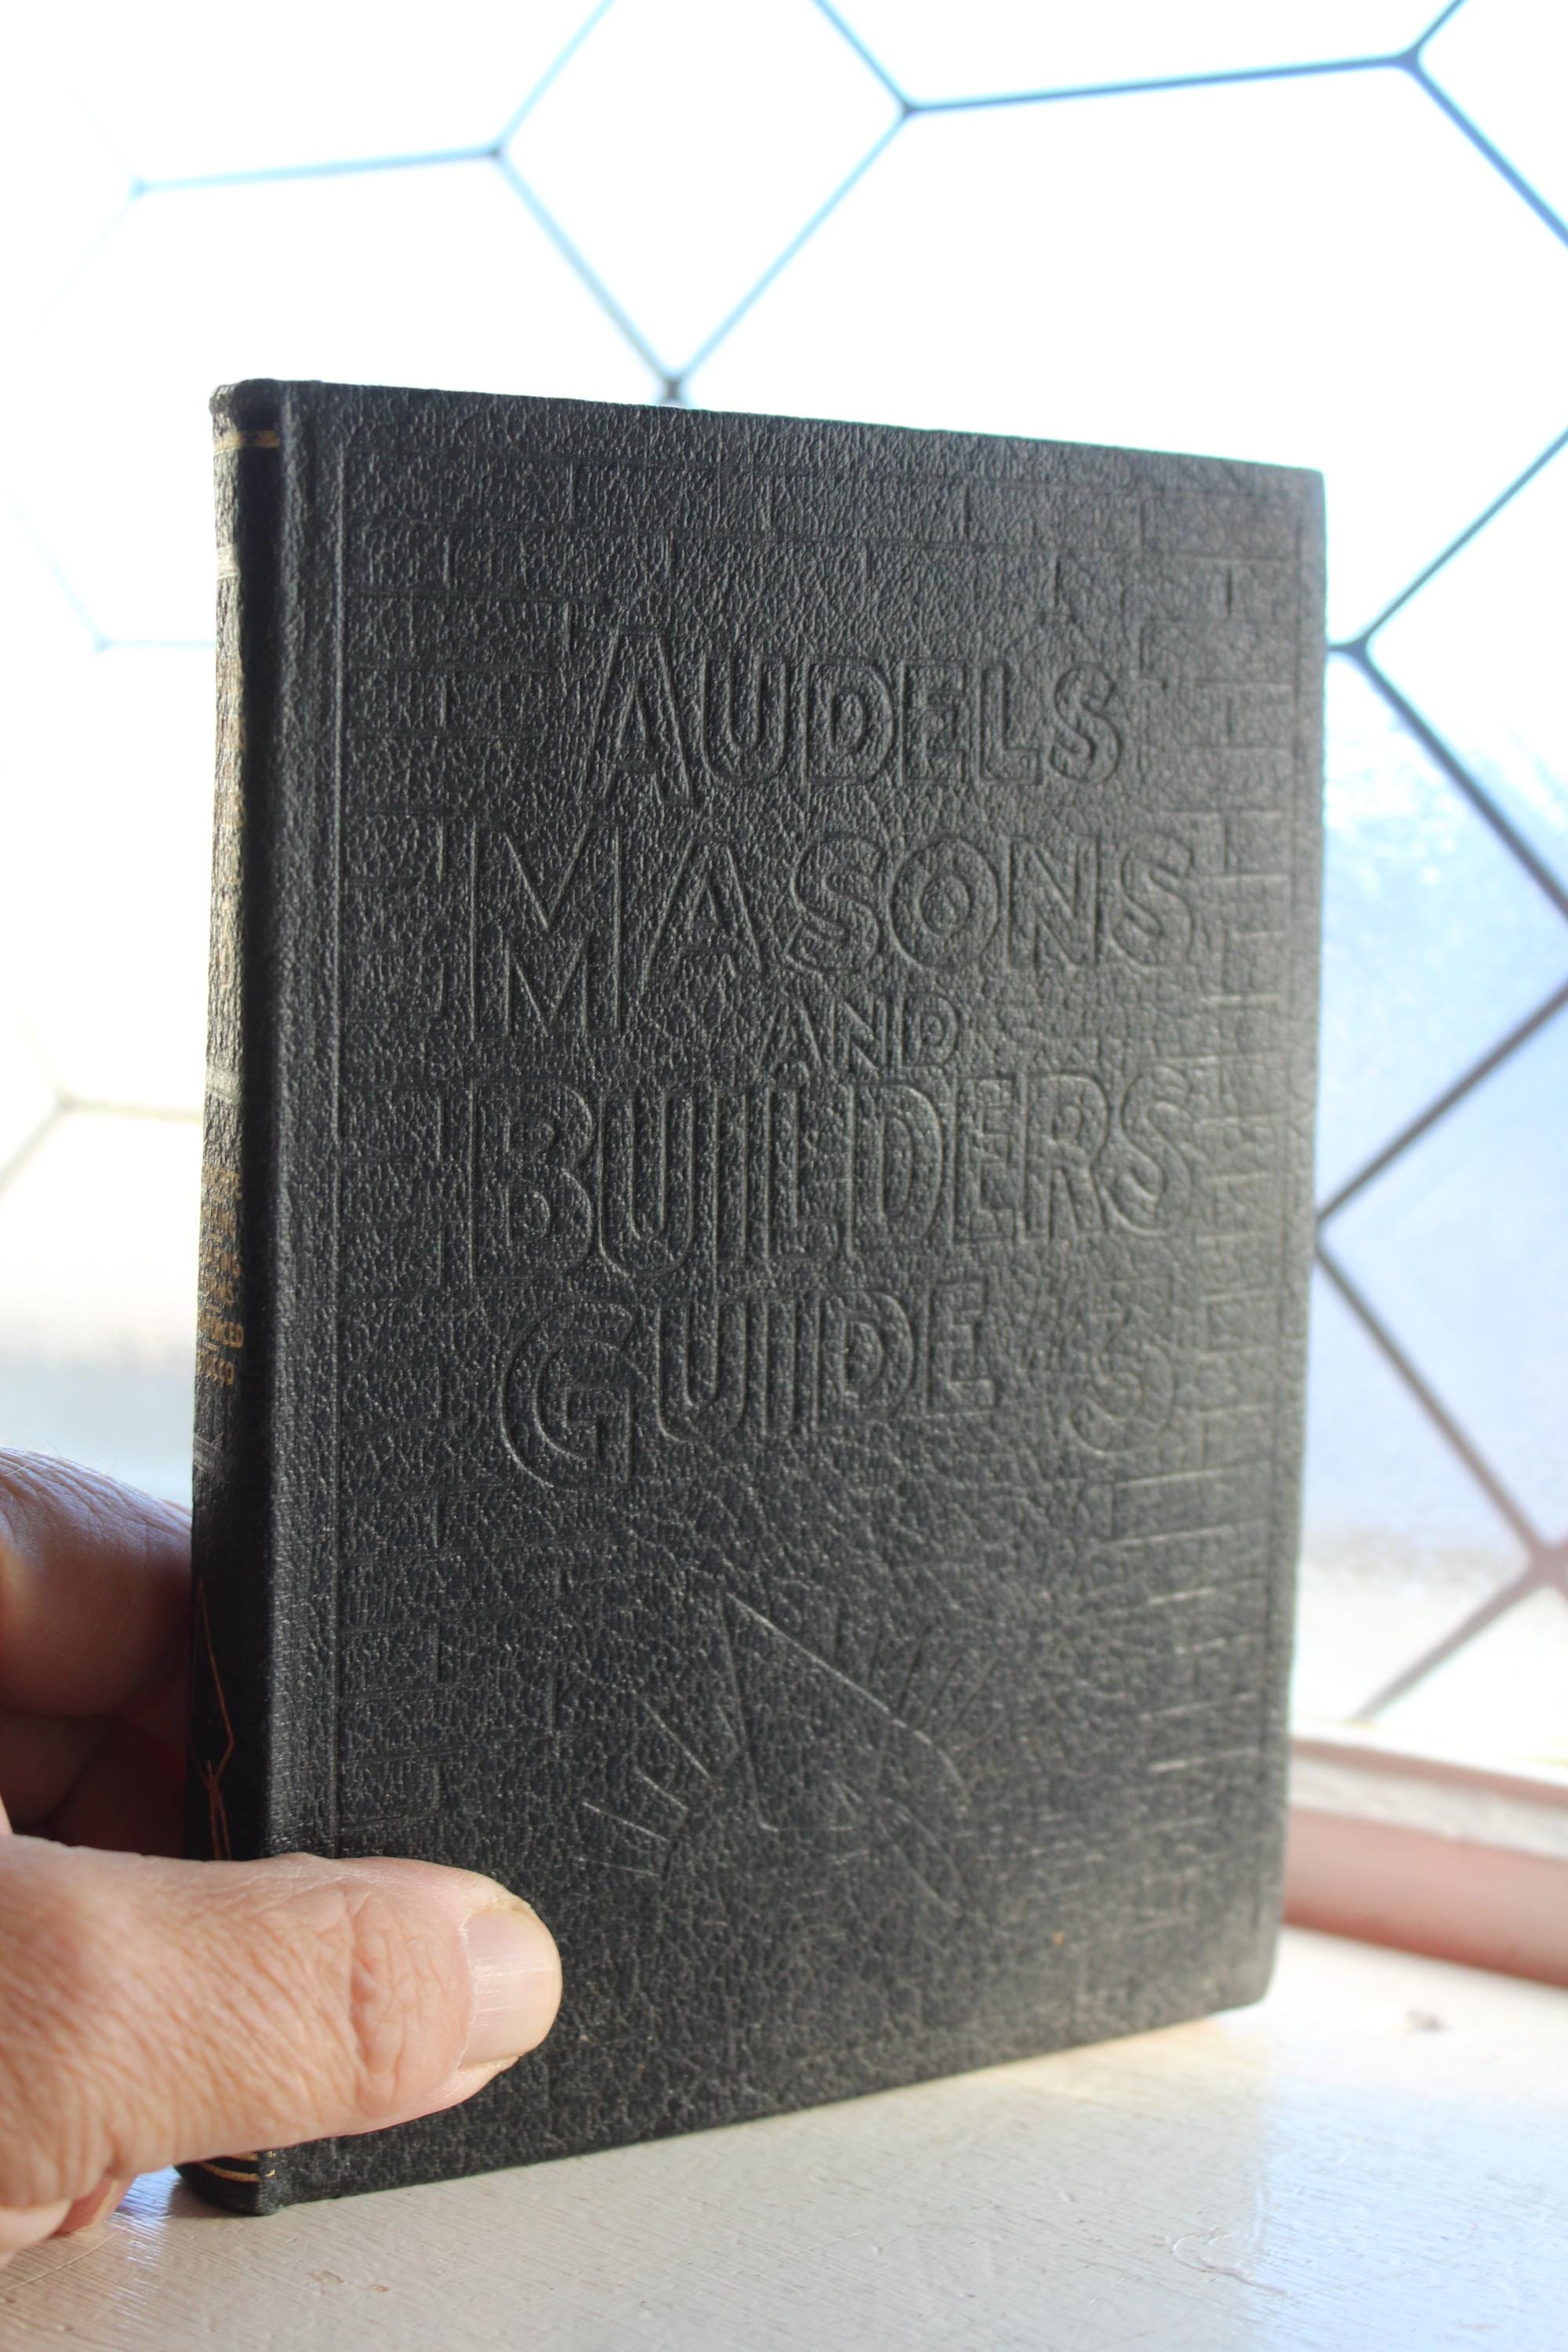 AUDELS
MASONS
AND
BUILDERS
GUIDE 3